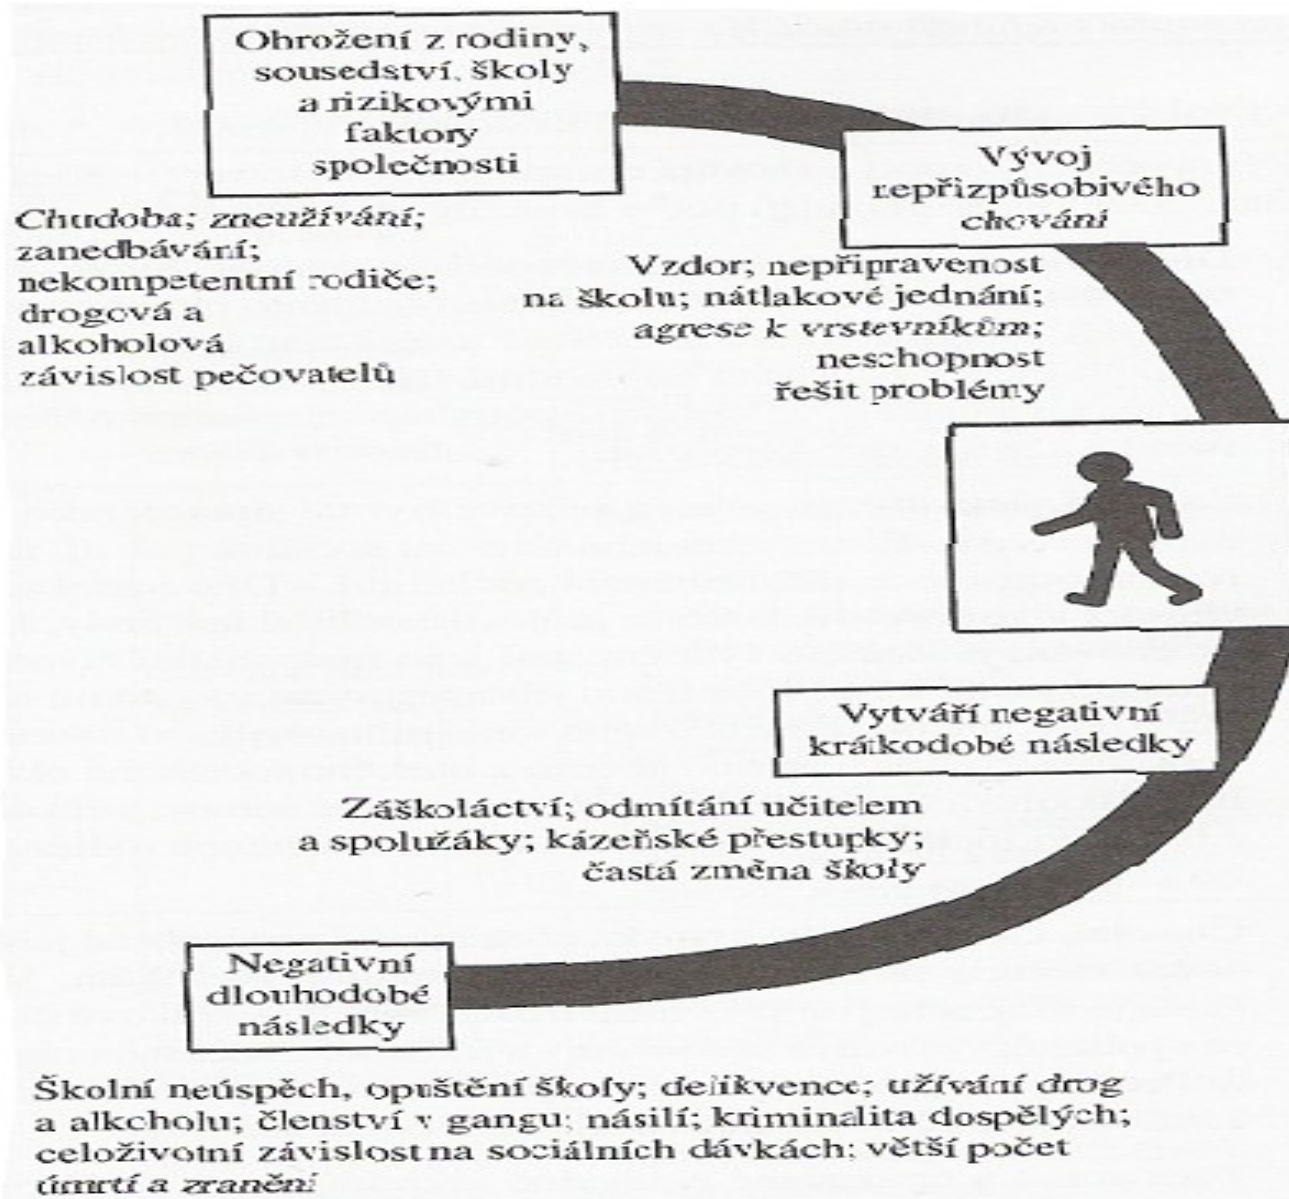 Ohrožení z rodiny,
sousedství, školy
a rizikovými
faktory
společnosti
Chudoba; zneužívání;
zanedbávání;
nekompetentní rodiče;
drogová a
alkoholová
závislost pečovatelů
Vývoj
nepřizpůsobivého
chování
Vzdor; nepřipravenost
na školu; nátlakové jednání;
agrese k vrstevníkům;
neschopnost
řešit problémy
Vytváří negativní
krátkodobé následky
Záškoláctví; odmítání učitelem
a spolužáky; kázeňské přestupky;
častá změna školy
Negativní
dlouhodobé
následky
Školní neúspěch, opuštění školy; delikvence; užívání drog
a alkoholu; členství v gangu; násilí; kriminalita dospělých;
celoživotní závislost na sociálních dávkách; větší počet
úmrtí a zranění